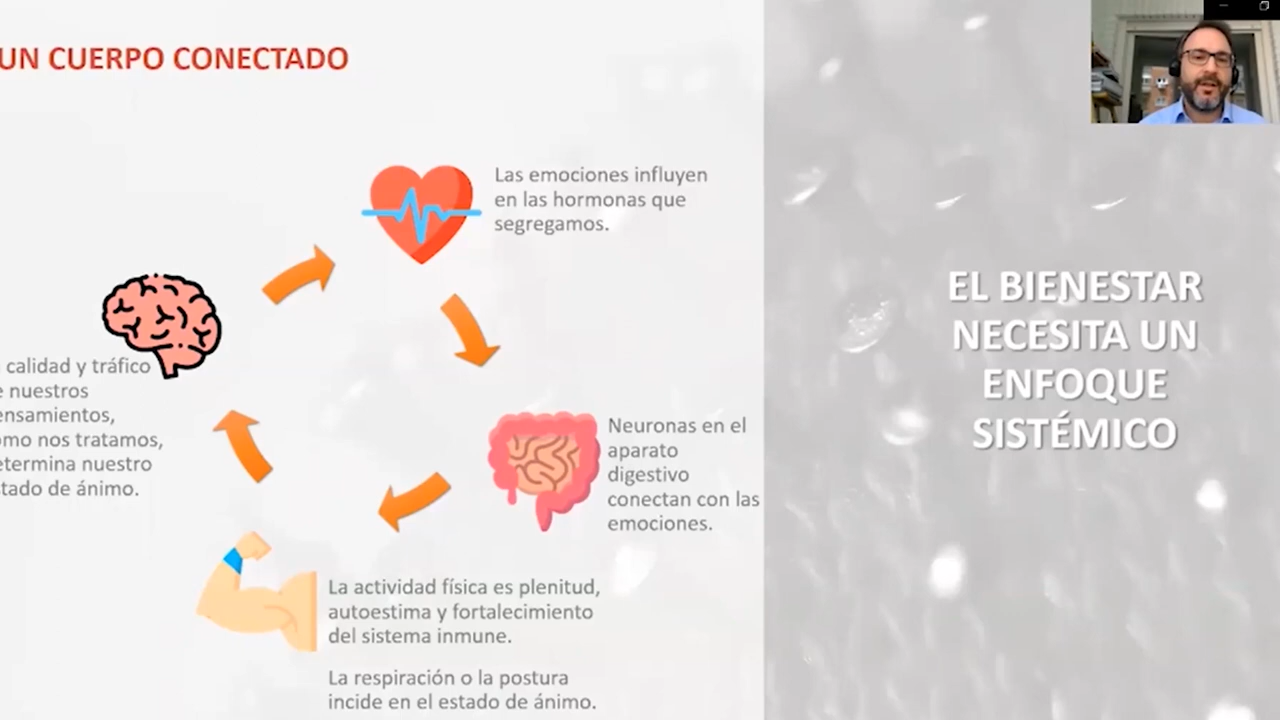 UN CUERPO CONECTADO
Las emociones influyen
en las hormonas que
segregamos.
calidad y tráfico
nuestros
ensamientos,
omo nos tratamos,
etermina nuestro
tado de ánimo.
Neuronas en el
aparato
digestivo
conectan con las
emociones.
La actividad física es plenitud,
autoestima y fortalecimiento
del sistema inmune.
La respiración o la postura
incide en el estado de ánimo.
EL BIENESTAR
NECESITA UN
ENFOQUE
SISTÉMICO